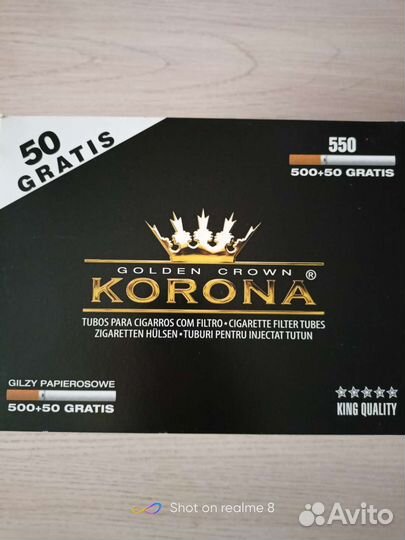 50
GRATIS
550
500+50 GRATIS
GOLDEN CROWN
KORONA®
TUBOS PARA CIGARROS COM FILTRO • CIGARETTE FILTER TUBES
ZIGARETTEN HÜLSEN • TUBURI PENTRU INJECTAT TUTUN
GILZY PAPIEROSOWE
500+50 GRATIS
KING QUALITY
Shot on realme 8
Avito